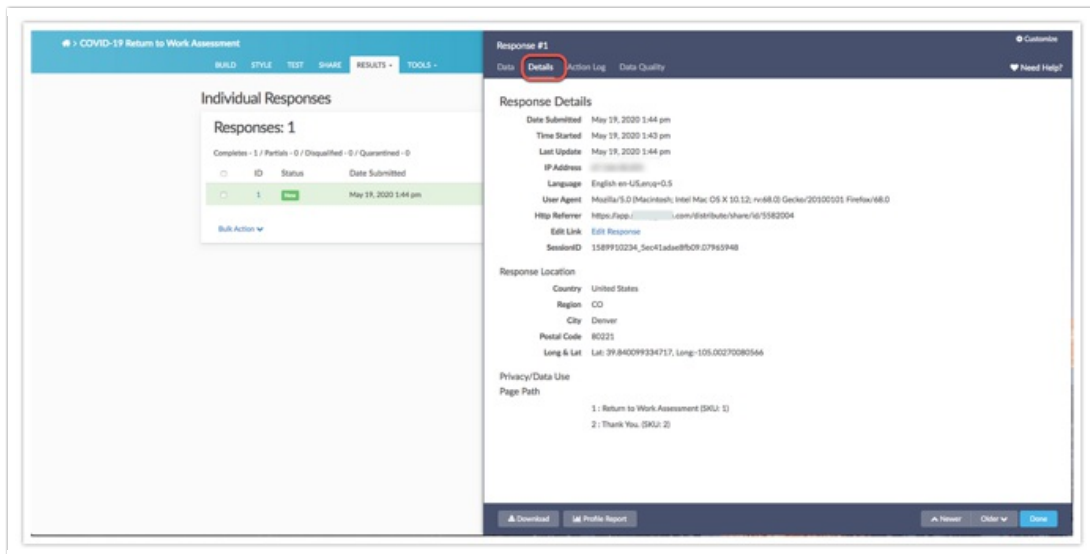 > COVID-19 Return to Work Assessment
BUILD STYLE TEST SHARE RESULTS TOOLS
Individual Responses
Responses: 1
Completes - 1 / Partials - 0 / Disqualified - 0 / Quarantined - 0
ID Status Date Submitted
1 New May 19, 2020 1:44 pm
Bulk Action
Response #1
Customize
Data Details Action Log Data Quality
Need Help?
Response Details
Date Submitted May 19, 2020 1:44 pm
Time Started May 19, 2020 1:43 pm
Last Update May 19, 2020 1:44 pm
IP Address
Language English en-US,en;q=0.5
User Agent Mozilla/5.0 (Macintosh; Intel Mac OS X 10.12; rv:68.0) Gecko/20100101 Firefox/68.0
Http Referrer https://app. .com/distribute/share/id/5582004
Edit Link Edit Response
SessionID 1589910234_5ec41adae8fb09.07965948
Response Location
Country United States
Region CO
City Denver
Postal Code 80221
Long & Lat Lat: 39.840099334717, Long:-105.00270080566
Privacy/Data Use
Page Path
1 : Return to Work Assessment (SKU: 1)
2 : Thank You. (SKU: 2)
Download Profile Report Newer Older Done